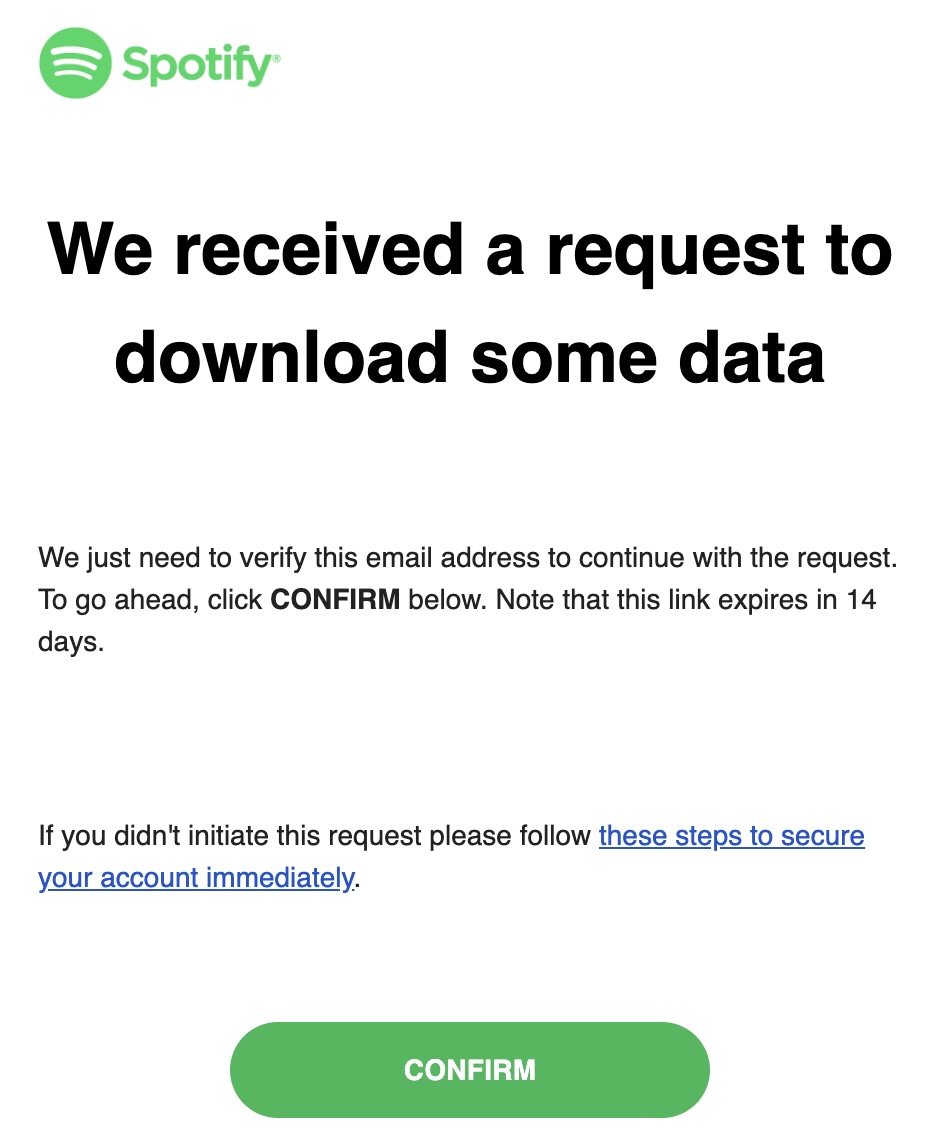 Spotify®
We received a request to
download some data
We just need to verify this email address to continue with the request.
To go ahead, click CONFIRM below. Note that this link expires in 14
days.
If you didn't initiate this request please follow these steps to secure
your account immediately.
CONFIRM